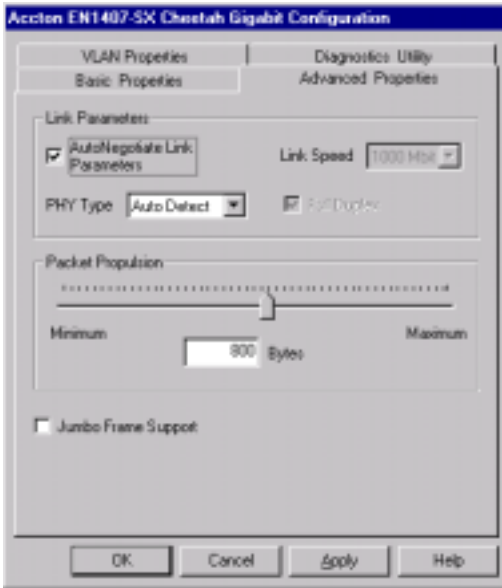 Accton EN1407-SX Cheetah Gigabit Configuration
VLAN Properties
Diagnostics Utility
Basic Properties
Advanced Properties
Link Parameters
AutoNegotiate Link
Parameters
Link Speed
1000 Mbit
PHY Type
Auto Detect
Full Duplex
Packet Propulsion
Minimum
Maximum
800 Bytes
Jumbo Frame Support
OK
Cancel
Apply
Help